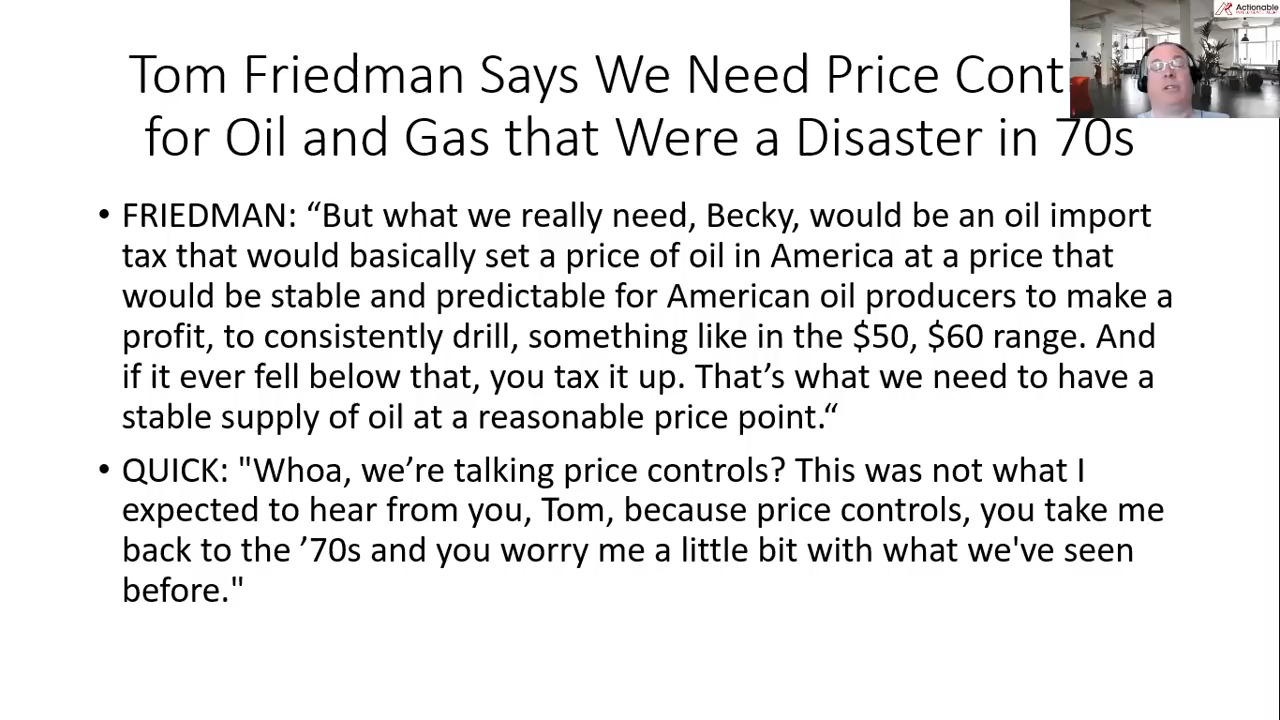 Actionable
Tom Friedman Says We Need Price Cont
for Oil and Gas that Were a Disaster in 70s
• FRIEDMAN: “But what we really need, Becky, would be an oil import
tax that would basically set a price of oil in America at a price that
would be stable and predictable for American oil producers to make a
profit, to consistently drill, something like in the $50, $60 range. And
if it ever fell below that, you tax it up. That’s what we need to have a
stable supply of oil at a reasonable price point.“
• QUICK: "Whoa, we’re talking price controls? This was not what I
expected to hear from you, Tom, because price controls, you take me
back to the ’70s and you worry me a little bit with what we've seen
before."